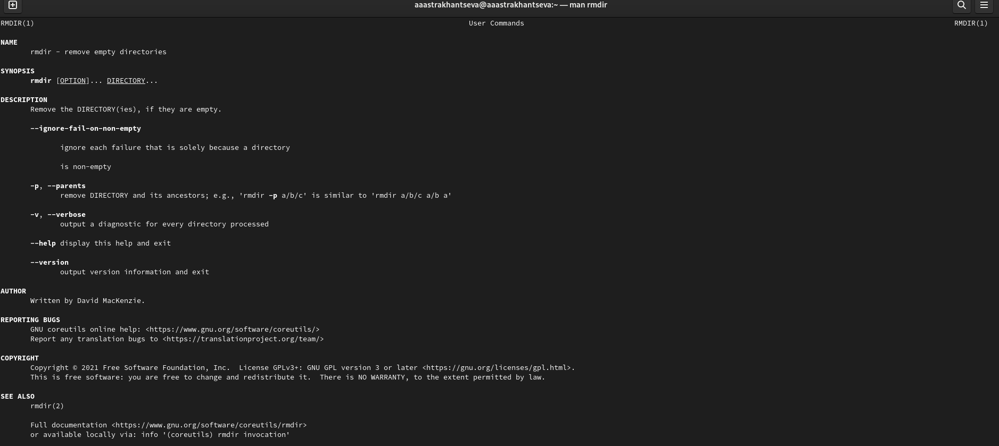 aaastrakhantseva@aaastrakhantseva:~ — man rmdir
RMDIR(1) User Commands RMDIR(1)
NAME
rmdir - remove empty directories
SYNOPSIS
rmdir [OPTION]... DIRECTORY...
DESCRIPTION
Remove the DIRECTORY(ies), if they are empty.
--ignore-fail-on-non-empty
ignore each failure that is solely because a directory
is non-empty
-p, --parents
remove DIRECTORY and its ancestors; e.g., 'rmdir -p a/b/c' is similar to 'rmdir a/b/c a/b a'
-v, --verbose
output a diagnostic for every directory processed
--help display this help and exit
--version
output version information and exit
AUTHOR
Written by David MacKenzie.
REPORTING BUGS
GNU coreutils online help: <https://www.gnu.org/software/coreutils/>
Report any translation bugs to <https://translationproject.org/team/>
COPYRIGHT
Copyright © 2021 Free Software Foundation, Inc.  License GPLv3+: GNU GPL version 3 or later <https://gnu.org/licenses/gpl.html>.
This is free software: you are free to change and redistribute it.  There is NO WARRANTY, to the extent permitted by law.
SEE ALSO
rmdir(2)
Full documentation <https://www.gnu.org/software/coreutils/rmdir>
or available locally via: info '(coreutils) rmdir invocation'